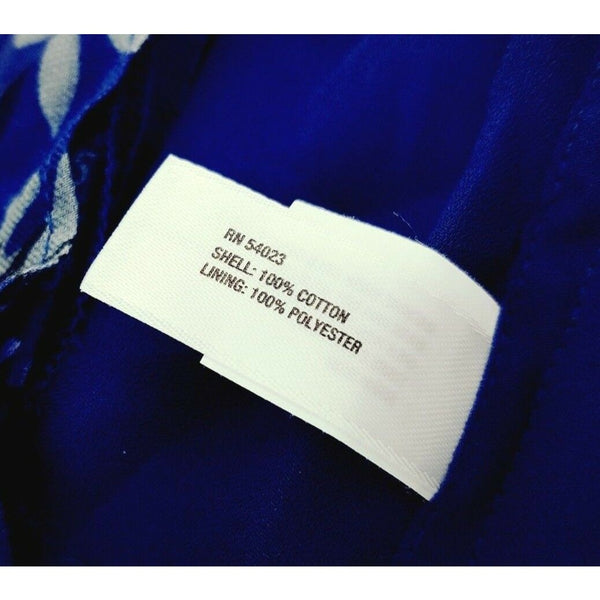 RN 54023
SHELL: 100% COTTON
LINING: 100% POLYESTER